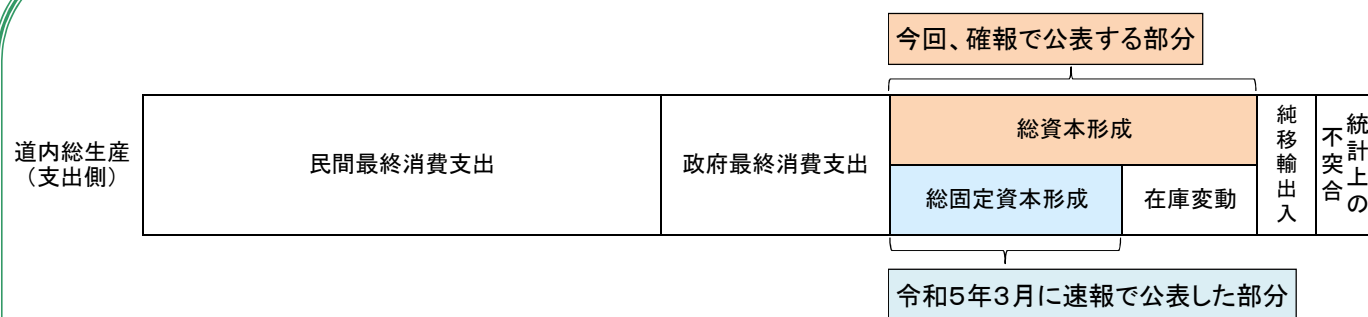 今回、確報で公表する部分
道内総生産
（支出側）
民間最終消費支出
政府最終消費支出
総資本形成
総固定資本形成
在庫変動
純移輸出入
統計上の
不突合
令和5年3月に速報で公表した部分